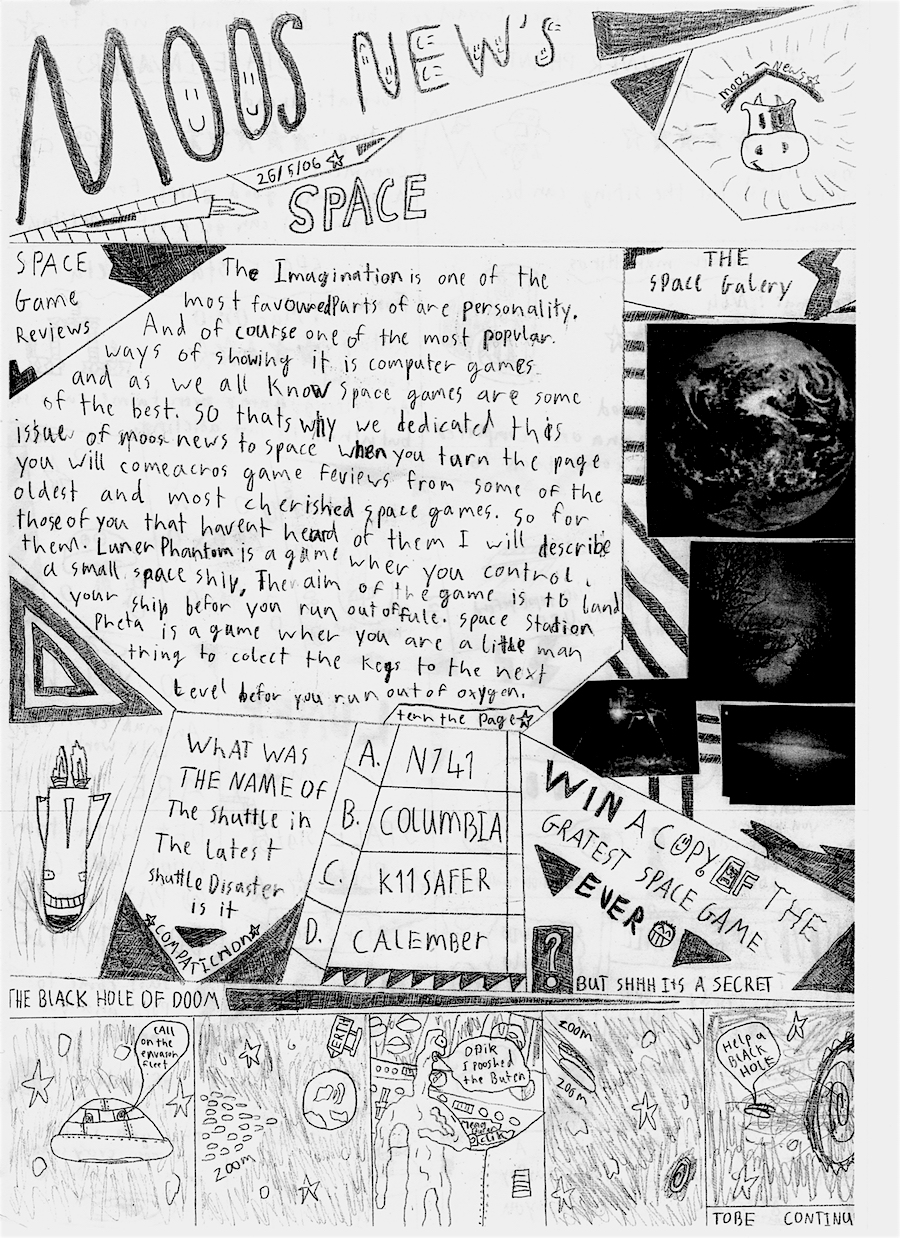 MOOS NEW'S
MOOS NEWS
26/5/06
SPACE
SPACE
Game
Reviews
The Imagination is one of the
most favoured parts of are personality.
And of course one of the most popular
ways of showing it is computer games
and as we all know space games are some
of the best. SO thats why we dedicated this
issue of moos news to space when you turn the page
you will comeacros game reviews from some of the
oldest and most cherished space games. So for
those of you that havent heard of them I will describe
them. Luner Phantom is a game wher you control
a small space ship, The aim of the game is to land
your ship befor you run out of fule. Space Station
Pheta is a game wher you are a little man
thing to colect the keys to the next
level befor you run out of oxygen.
tern the page
THE
Space Galery
WHAT WAS
THE NAME OF
The shuttle in
The Latest
shuttle Disaster
is it
COMPATICHON
A. N741
B. COLUMBIA
C. K11SAFER
D. CALEMBer
WIN A COPY OF THE
GRATEST SPACE GAME
EVER
?
BUT SHHH ITS A SECRET
THE BLACK HOLE OF DOOM
CALL
on the
envason
fleet
ERTH
ZOOM
ODiR
I pooshed
the Buten
CLIK
ZOOM
ZOOM
HELP a
BLACK
HOLE
TOBE CONTINU